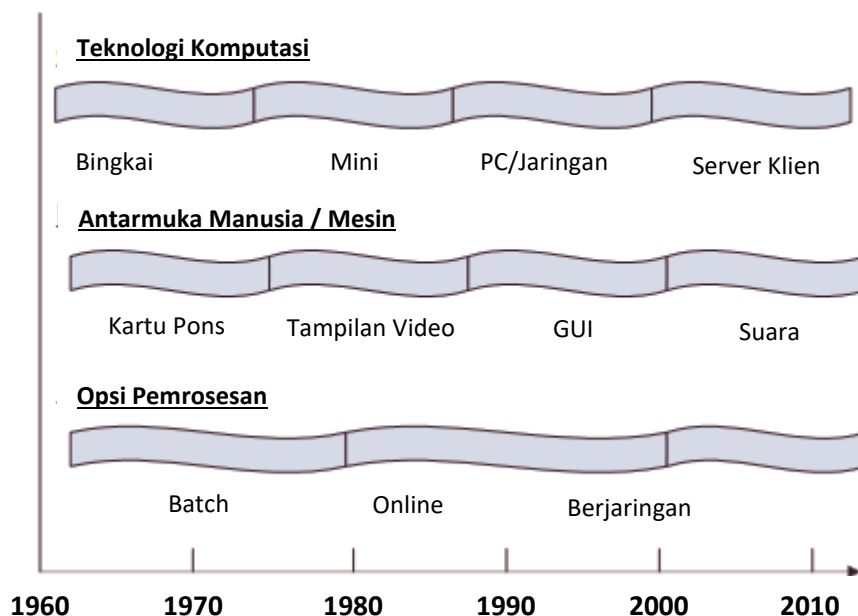 Teknologi Komputasi
Bingkai Mini PC/Jaringan Server Klien
Antarmuka Manusia / Mesin
Kartu Pons Tampilan Video GUI Suara
Opsi Pemrosesan
Batch Online Berjaringan
1960 1970 1980 1990 2000 2010